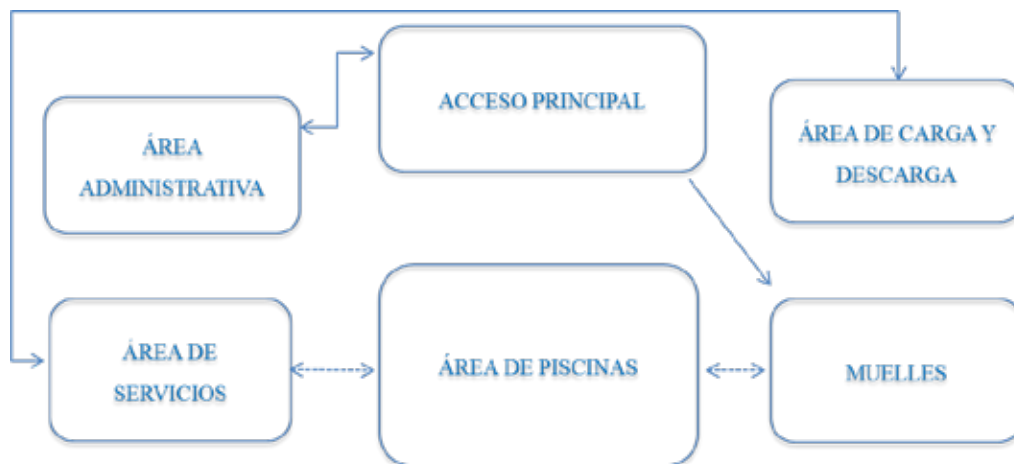 ACCESO PRINCIPAL
ÁREA
ADMINISTRATIVA
ÁREA DE CARGA Y
DESCARGA
ÁREA DE
SERVICIOS
ÁREA DE PISCINAS
MUELLES